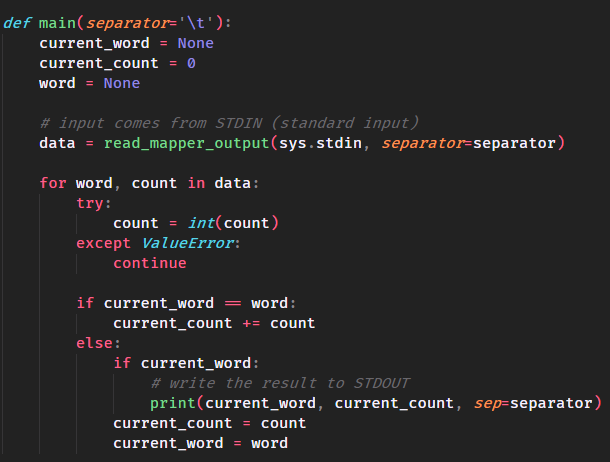 def main(separator='\t'):
    current_word = None
    current_count = 0
    word = None

    # input comes from STDIN (standard input)
    data = read_mapper_output(sys.stdin, separator=separator)

    for word, count in data:
        try:
            count = int(count)
        except ValueError:
            continue

        if current_word == word:
            current_count += count
        else:
            if current_word:
                # write the result to STDOUT
                print(current_word, current_count, sep=separator)
            current_count = count
            current_word = word